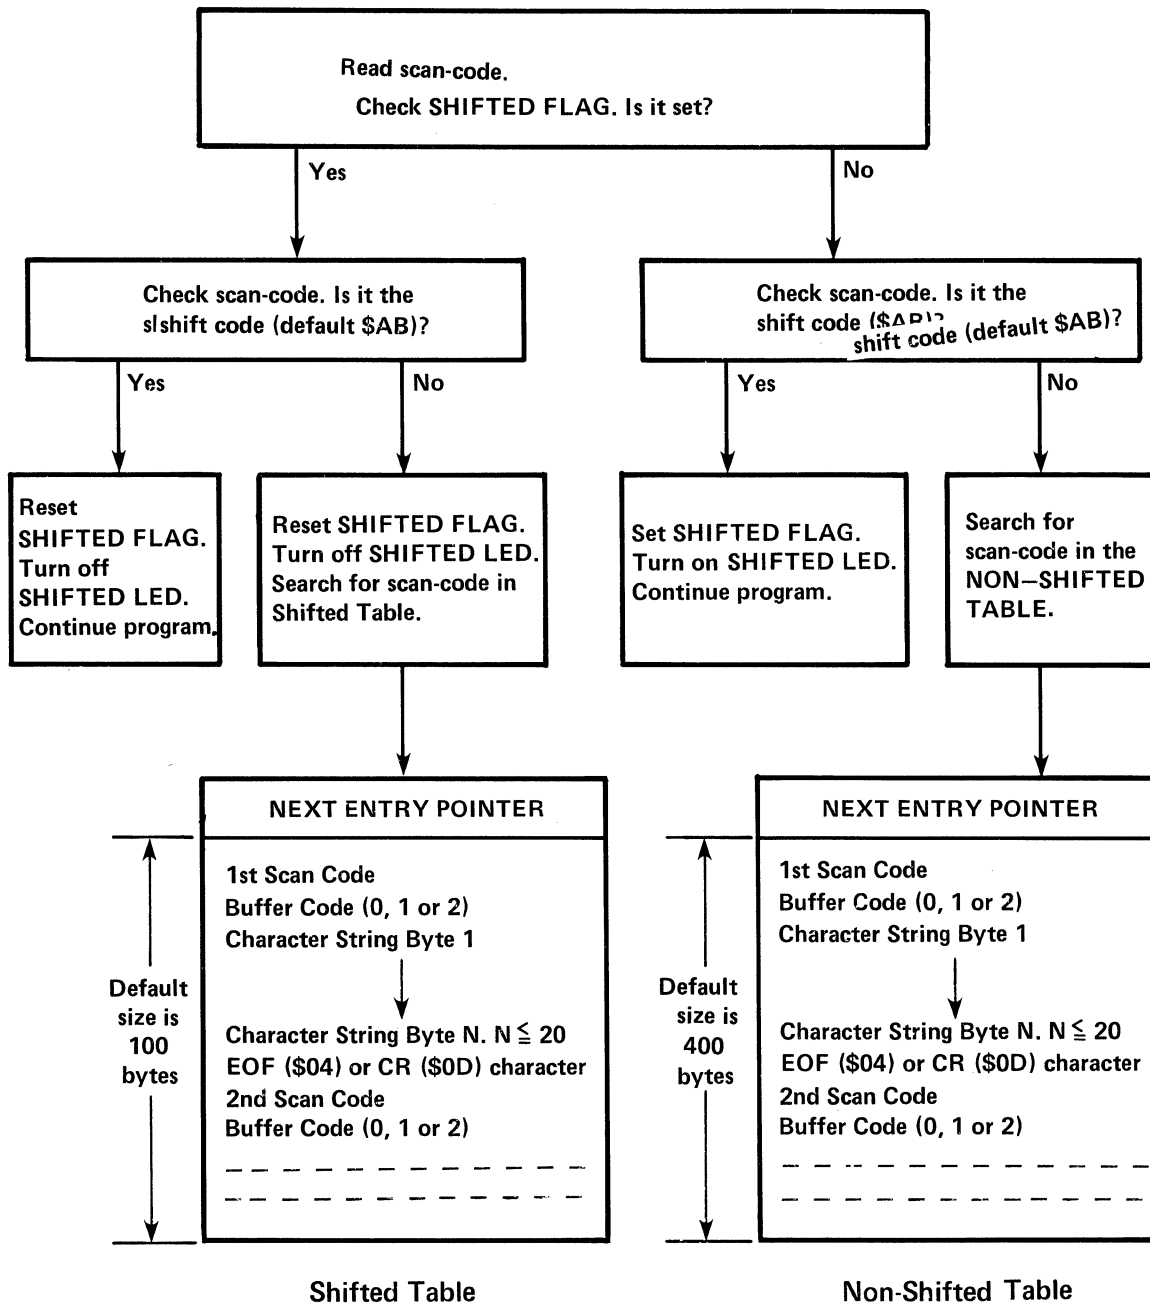 Read scan-code.
Check SHIFTED FLAG. Is it set?
Yes
No
Check scan-code. Is it the
slshift code (default $AB)?
Check scan-code. Is it the
shift code ($AB)?
shift code (default $AB)?
Yes
No
Yes
No
Reset
SHIFTED FLAG.
Turn off
SHIFTED LED.
Continue program.
Reset SHIFTED FLAG.
Turn off SHIFTED LED.
Search for scan-code in
Shifted Table.
Set SHIFTED FLAG.
Turn on SHIFTED LED.
Continue program.
Search for
scan-code in the
NON–SHIFTED
TABLE.
NEXT ENTRY POINTER
1st Scan Code
Buffer Code (0, 1 or 2)
Character String Byte 1
Character String Byte N. N ≦ 20
EOF ($04) or CR ($0D) character
2nd Scan Code
Buffer Code (0, 1 or 2)
Default
size is
100
bytes
Shifted Table
NEXT ENTRY POINTER
1st Scan Code
Buffer Code (0, 1 or 2)
Character String Byte 1
Character String Byte N. N ≦ 20
EOF ($04) or CR ($0D) character
2nd Scan Code
Buffer Code (0, 1 or 2)
Default
size is
400
bytes
Non-Shifted Table